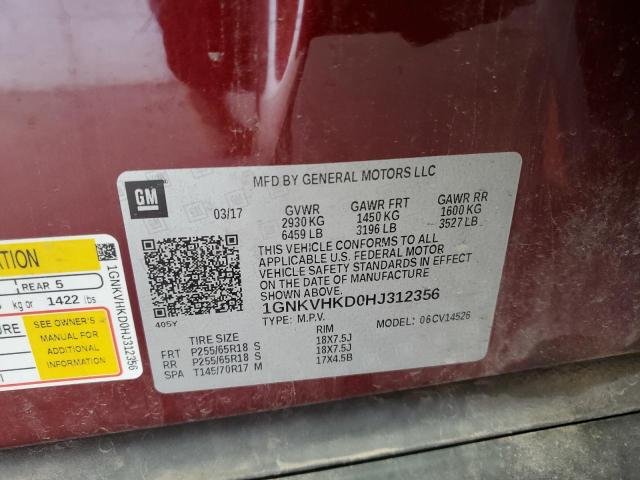 GM
MFD BY GENERAL MOTORS LLC
03/17 GVWR GAWR FRT GAWR RR
2930 KG 1450 KG 1600 KG
6459 LB 3196 LB 3527 LB
THIS VEHICLE CONFORMS TO ALL
APPLICABLE U.S. FEDERAL MOTOR
VEHICLE SAFETY STANDARDS IN EFFECT
ON THE DATE OF MANUFACTURE
SHOWN ABOVE.
405Y
1GNKVHKD0HJ312356
TYPE: M.P.V. MODEL: 06CV14526
TIRE SIZE RIM
FRT P255/65R18 S 18X7.5J
RR P255/65R18 S 18X7.5J
SPA T145/70R17 M 17X4.5B
REAR 5
kg or 1422 lbs
SEE OWNER'S
MANUAL FOR
ADDITIONAL
INFORMATION
1GNKVHKD0HJ312356